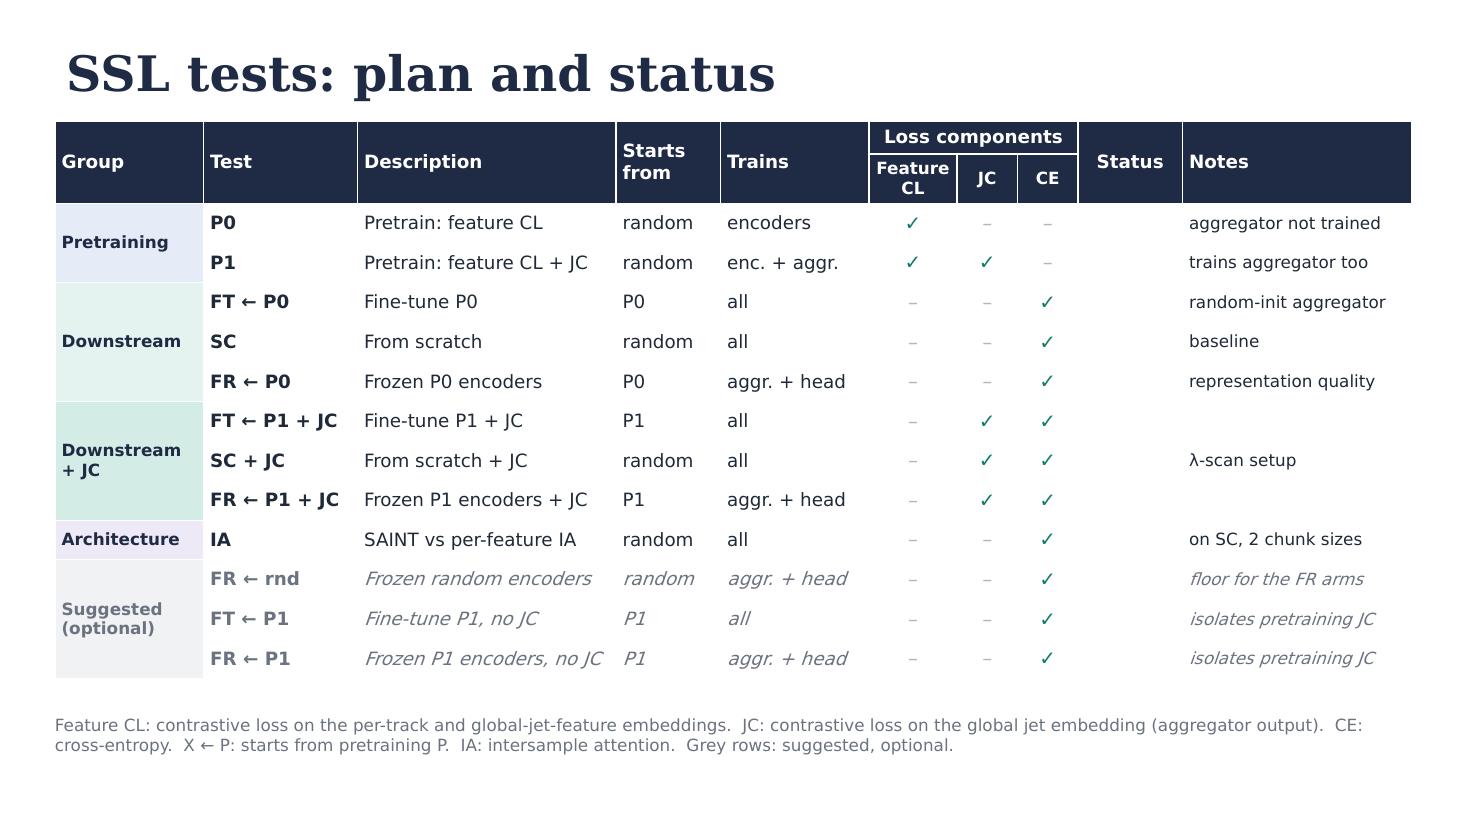 SSL tests: plan and status
Group Test Description Starts from Trains Loss components Feature CL JC CE Status Notes
Pretraining
P0 Pretrain: feature CL random encoders ✓ – – aggregator not trained
P1 Pretrain: feature CL + JC random enc. + aggr. ✓ ✓ – trains aggregator too
Downstream
FT ← P0 Fine-tune P0 P0 all – – ✓ random-init aggregator
SC From scratch random all – – ✓ baseline
FR ← P0 Frozen P0 encoders P0 aggr. + head – – ✓ representation quality
Downstream
+ JC
FT ← P1 + JC Fine-tune P1 + JC P1 all – ✓ ✓
SC + JC From scratch + JC random all – ✓ ✓ λ-scan setup
FR ← P1 + JC Frozen P1 encoders + JC P1 aggr. + head – ✓ ✓
Architecture IA SAINT vs per-feature IA random all – – ✓ on SC, 2 chunk sizes
Suggested
(optional)
FR ← rnd Frozen random encoders random aggr. + head – – ✓ floor for the FR arms
FT ← P1 Fine-tune P1, no JC P1 all – – ✓ isolates pretraining JC
FR ← P1 Frozen P1 encoders, no JC P1 aggr. + head – – ✓ isolates pretraining JC
Feature CL: contrastive loss on the per-track and global-jet-feature embeddings. JC: contrastive loss on the global jet embedding (aggregator output). CE:
cross-entropy. X ← P: starts from pretraining P. IA: intersample attention. Grey rows: suggested, optional.